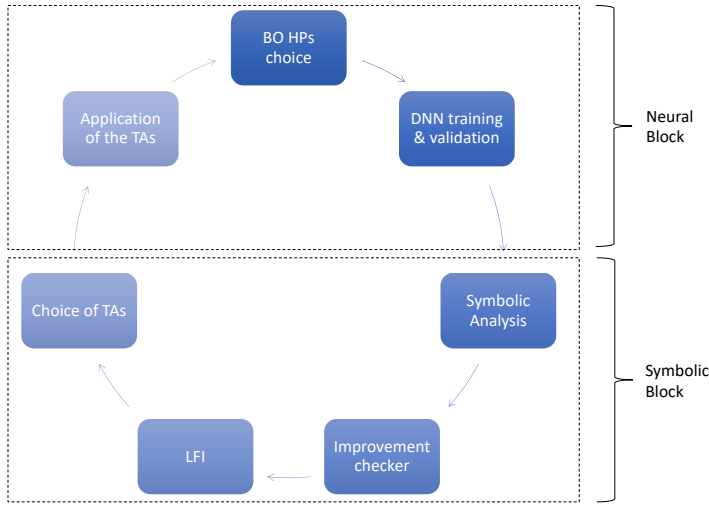 BO HPs
choice
Application
of the TAs
DNN training
& validation
Neural
Block
Choice of TAs
Symbolic
Analysis
LFI
Improvement
checker
Symbolic
Block